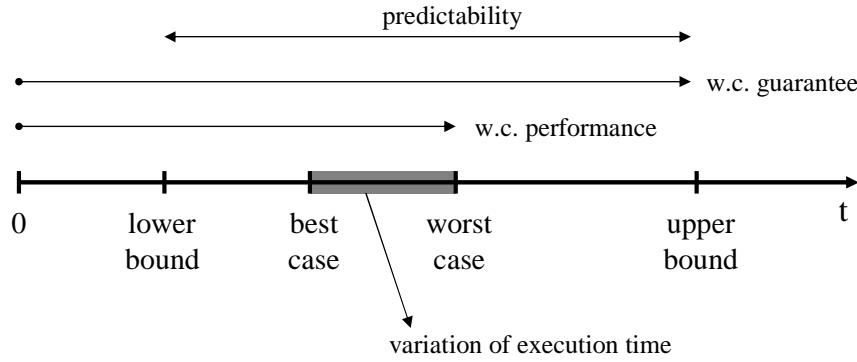 predictability
w.c. guarantee
w.c. performance
0
lower
bound
best
case
worst
case
upper
bound
t
variation of execution time